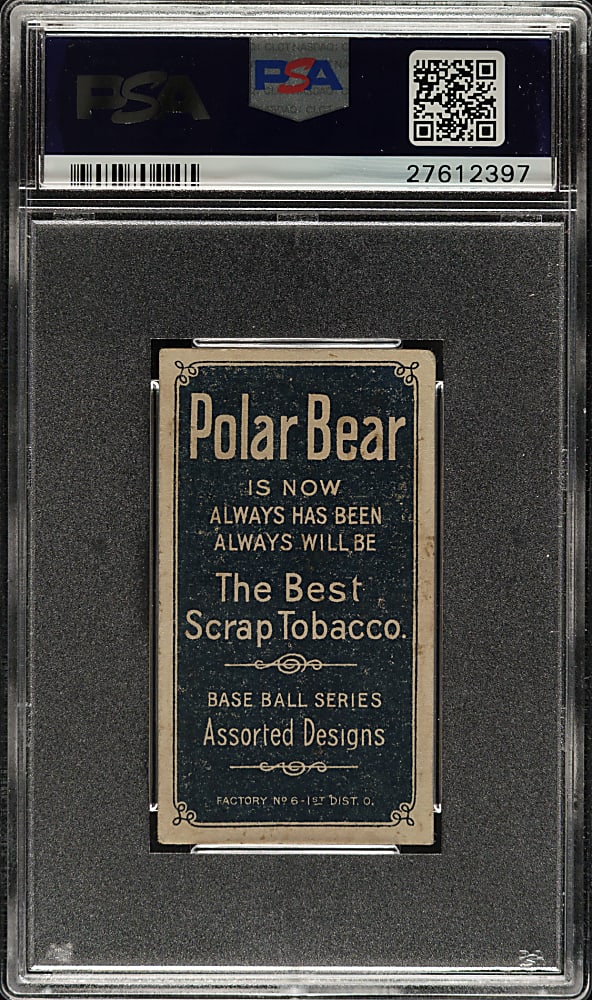 PSA
PSA
27612397
Polar Bear
IS NOW
ALWAYS HAS BEEN
ALWAYS WILL BE
The Best
Scrap Tobacco.
BASE BALL SERIES
Assorted Designs
FACTORY Nº 6 - 1ST DIST. O.